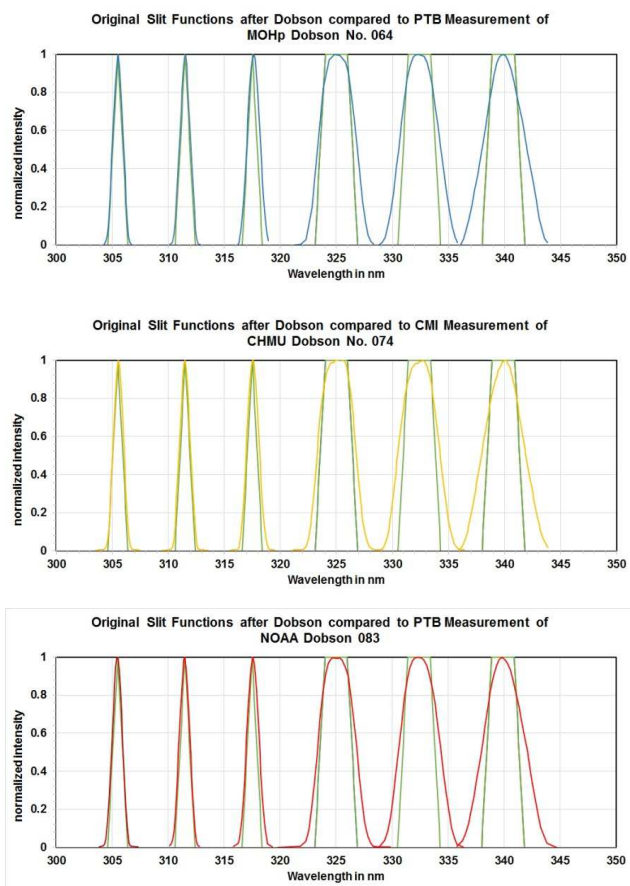 Original Slit Functions after Dobson compared to PTB Measurement of
MOHp Dobson No. 064
normalized Intensity
1
0.8
0.6
0.4
0.2
0
300 305 310 315 320 325 330 335 340 345 350
Wavelength in nm
Original Slit Functions after Dobson compared to CMI Measurement of
CHMU Dobson No. 074
normalized Intensity
1
0.8
0.6
0.4
0.2
0
300 305 310 315 320 325 330 335 340 345 350
Wavelength in nm
Original Slit Functions after Dobson compared to PTB Measurement of
NOAA Dobson 083
normalized Intensity
1
0.8
0.6
0.4
0.2
0
300 305 310 315 320 325 330 335 340 345 350
Wavelength in nm